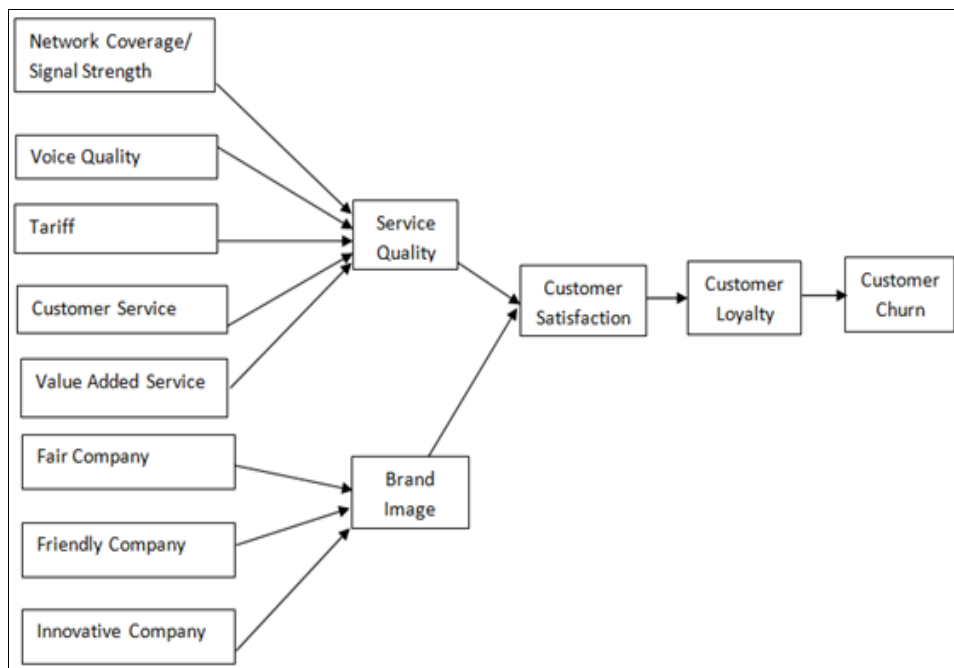 Network Coverage/
Signal Strength
Voice Quality
Tariff
Customer Service
Value Added Service
Fair Company
Friendly Company
Innovative Company
Service
Quality
Brand
Image
Customer
Satisfaction
Customer
Loyalty
Customer
Churn